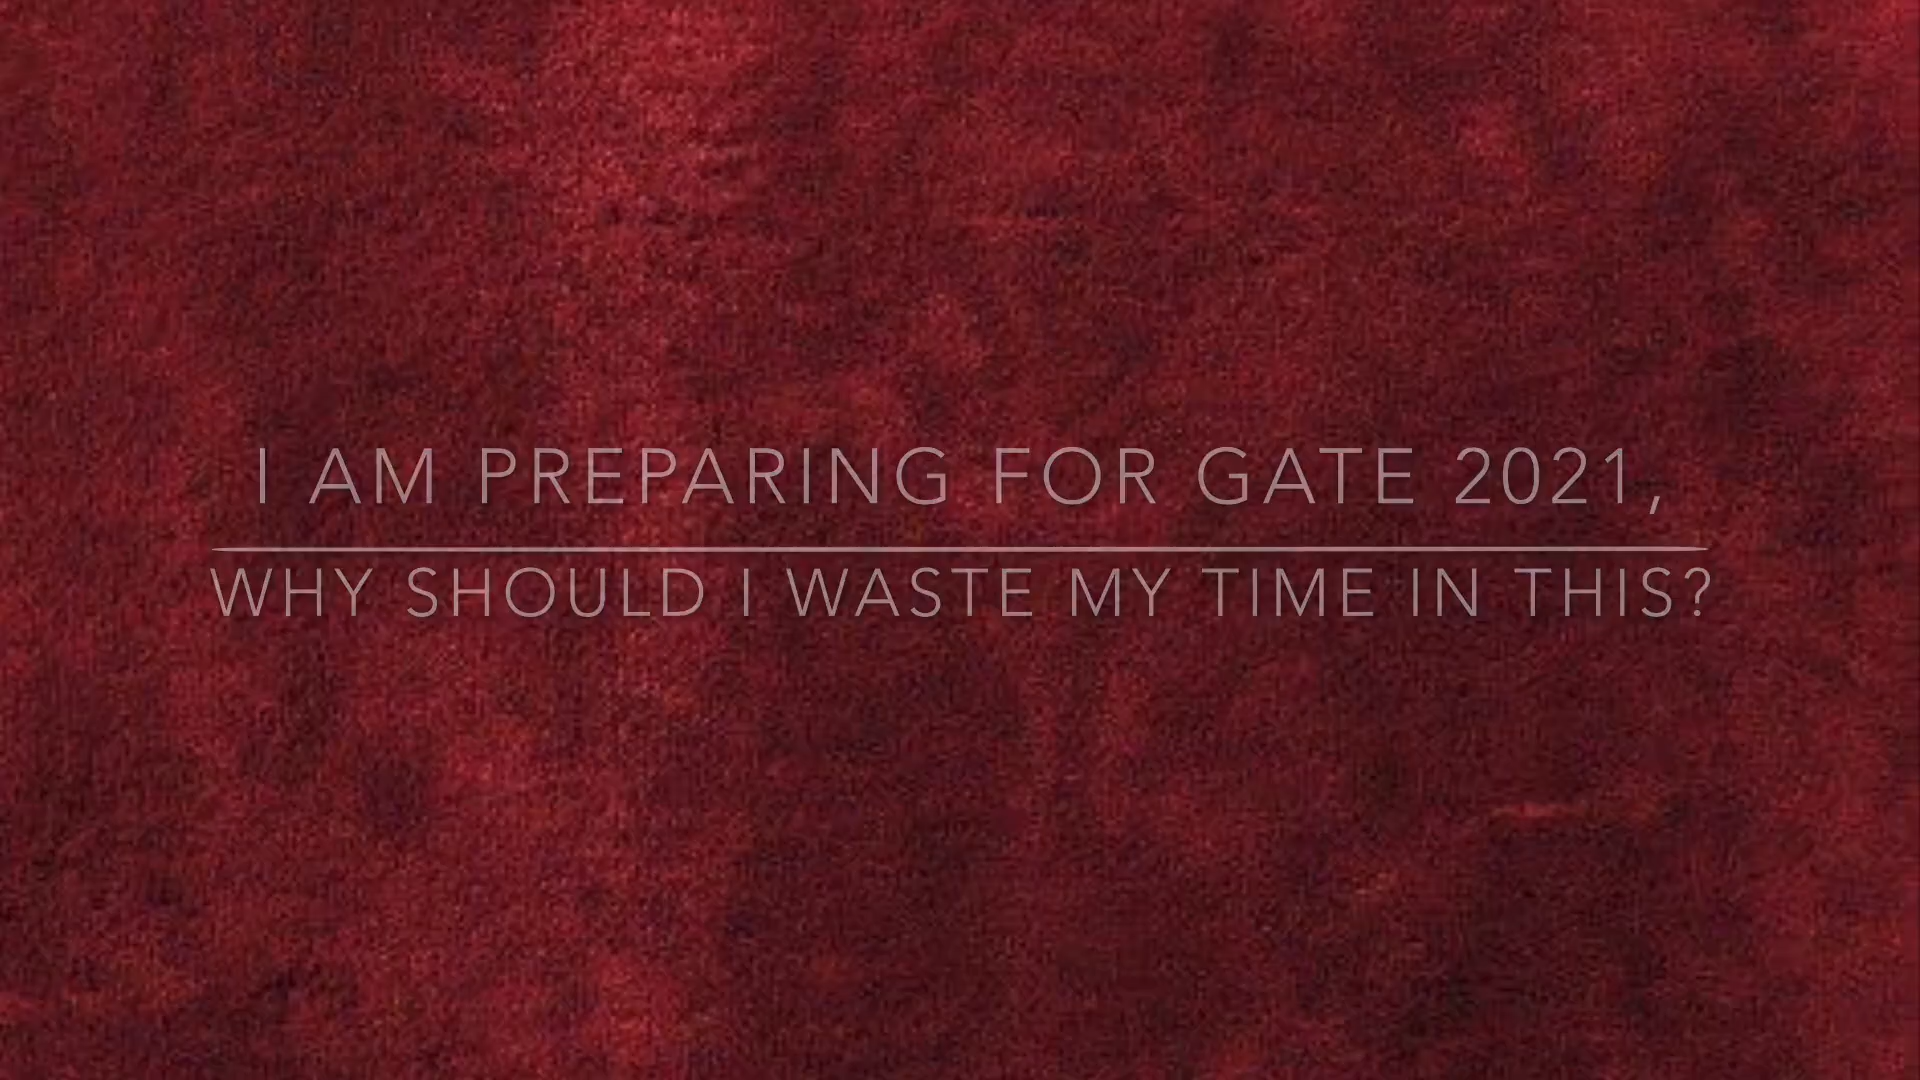 I AM PREPARING FOR GATE 2021,
WHY SHOULD I WASTE MY TIME IN THIS?